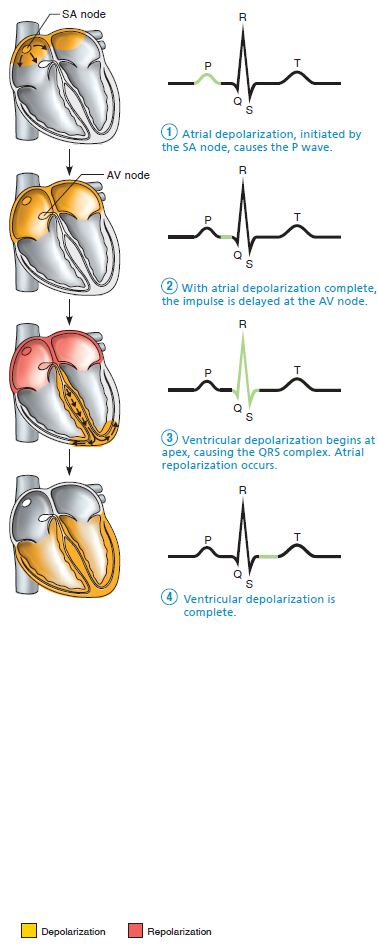 SA node
R
P
T
Q
S
1 Atrial depolarization, initiated by
the SA node, causes the P wave.
AV node
R
P
T
Q
S
2 With atrial depolarization complete,
the impulse is delayed at the AV node.
R
P
T
Q
S
3 Ventricular depolarization begins at
apex, causing the QRS complex. Atrial
repolarization occurs.
R
P
T
Q
S
4 Ventricular depolarization is
complete.
Depolarization
Repolarization